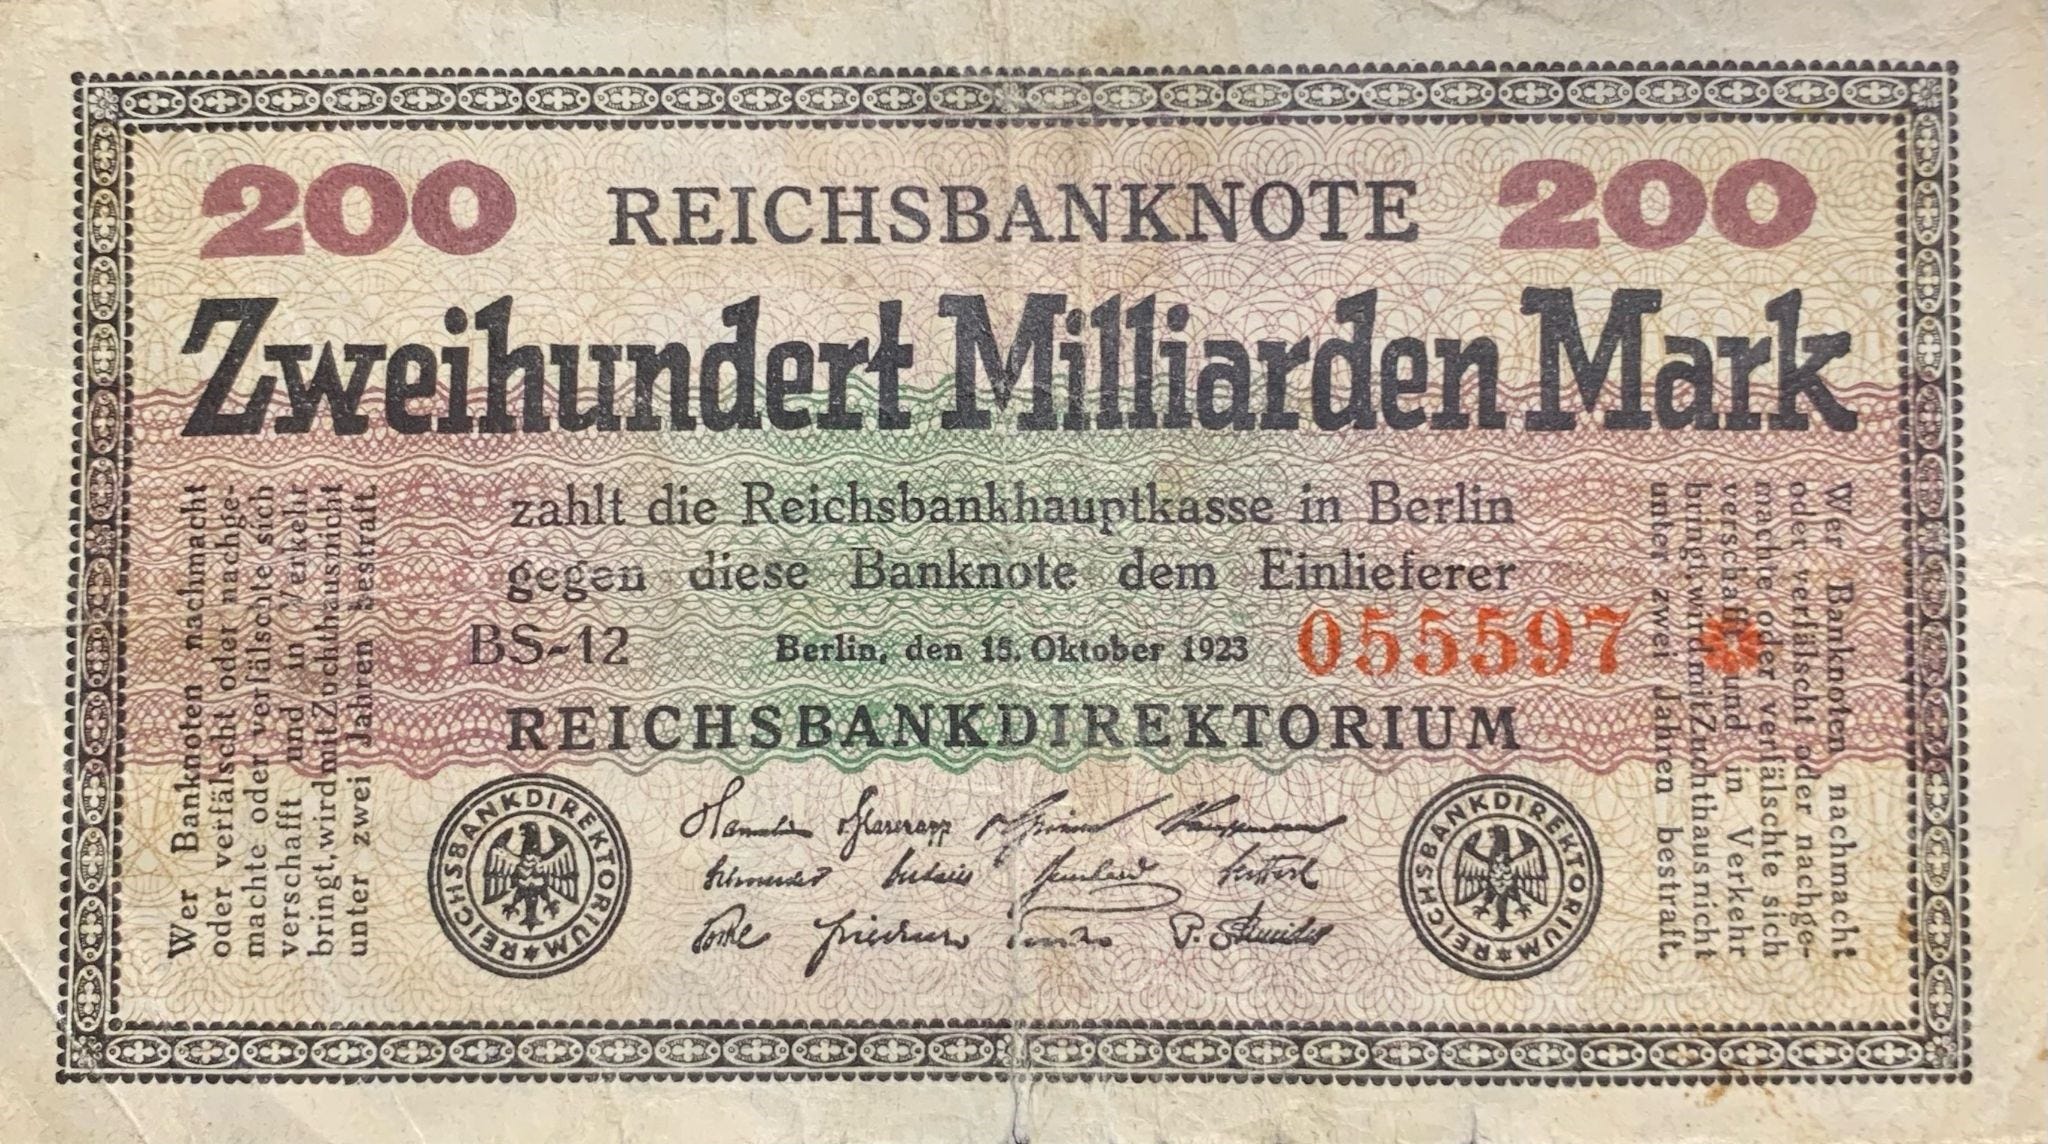 200 REICHSBANKNOTE 200
Zweihundert Milliarden Mark
zahlt die Reichsbankhauptkasse in Berlin
gegen diese Banknote dem Einlieferer
BS-12 Berlin, den 15. Oktober 1923 055597
REICHSBANKDIREKTORIUM
Wer Banknoten nachmacht
oder verfälscht oder nachge-
machte oder verfälschte sich
verschafft und in Verkehr
bringt, wird mit Zuchthaus nicht
unter zwei Jahren bestraft.
Wer Banknoten nachmacht
oder verfälscht oder nachge-
machte oder verfälschte sich
verschafft und in Verkehr
bringt, wird mit Zuchthaus nicht
unter zwei Jahren bestraft.
REICHSBANKDIREKTORIUM
REICHSBANKDIREKTORIUM
P. Schneider